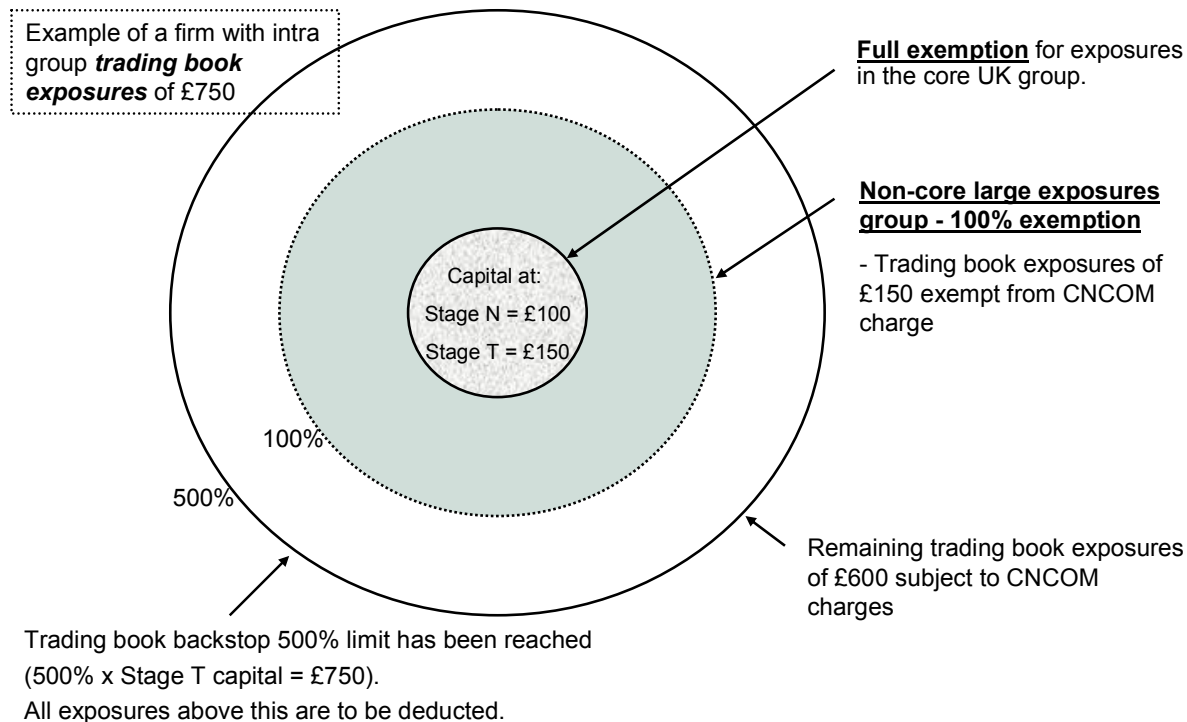 Example of a firm with intra
group trading book
exposures of £750
Full exemption for exposures
in the core UK group.
Non-core large exposures
group - 100% exemption
- Trading book exposures of
£150 exempt from CNCOM
charge
Capital at:
Stage N = £100
Stage T = £150
100%
500%
Remaining trading book exposures
of £600 subject to CNCOM
charges
Trading book backstop 500% limit has been reached
(500% x Stage T capital = £750).
All exposures above this are to be deducted.